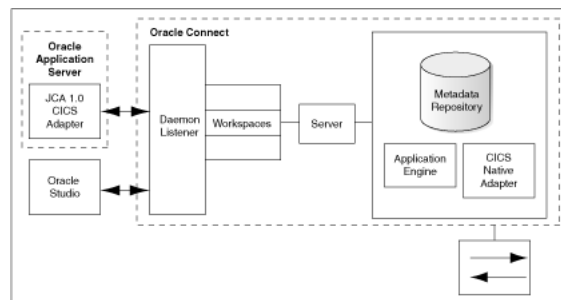 Oracle
Application
Server
JCA 1.0
CICS
Adapter
Oracle
Studio
Oracle Connect
Daemon
Listener
Workspaces
Server
Metadata
Repository
Application
Engine
CICS
Native
Adapter